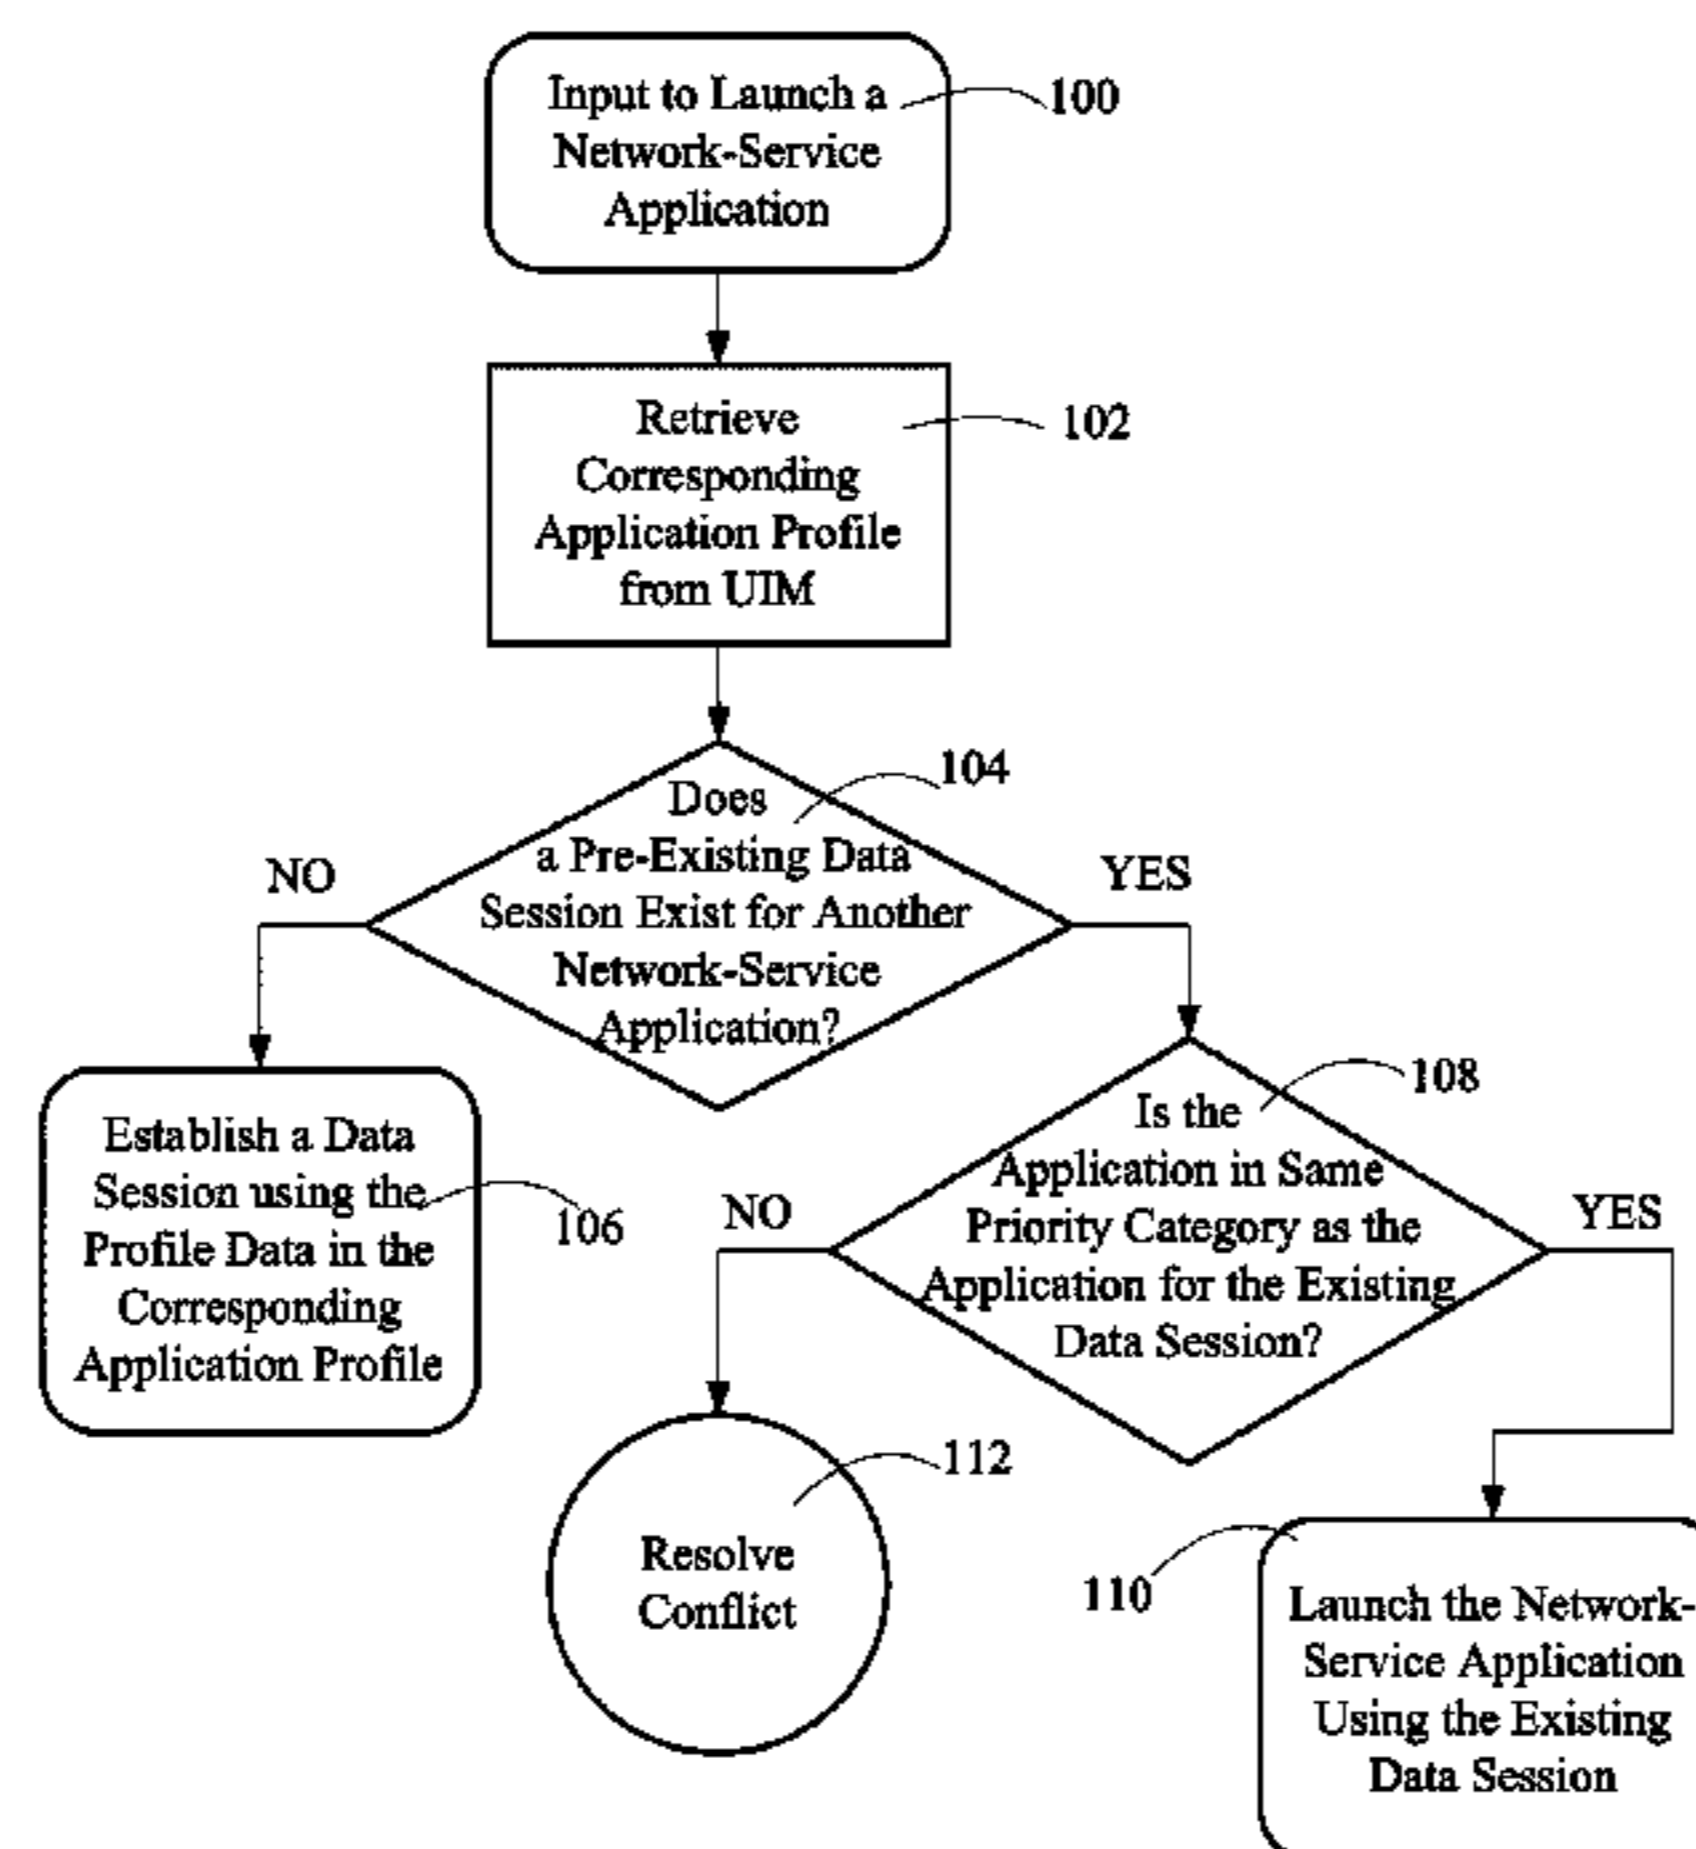 Input to Launch a
Network-Service
Application
100
Retrieve
Corresponding
Application Profile
from UIM
102
Does
a Pre-Existing Data
Session Exist for Another
Network-Service
Application?
104
NO
YES
Establish a Data
Session using the
Profile Data in the
Corresponding
Application Profile
106
Is the
Application in Same
Priority Category as the
Application for the Existing
Data Session?
108
NO
YES
Resolve
Conflict
112
110
Launch the Network-
Service Application
Using the Existing
Data Session